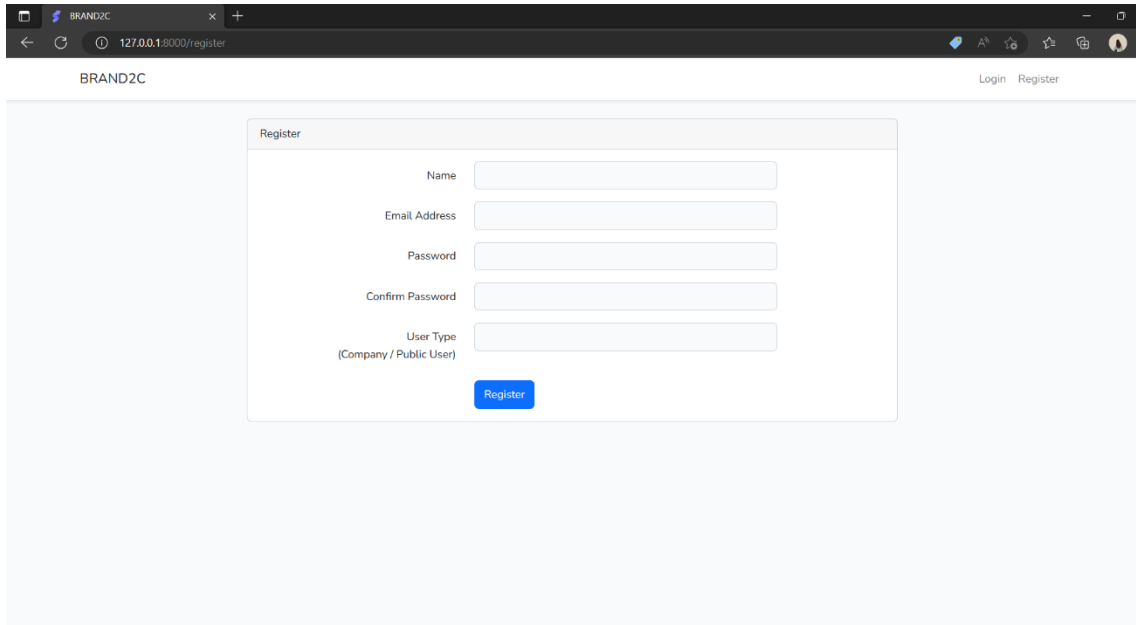 BRAND2C
127.0.0.1:8000/register
BRAND2C
Login Register
Register
Name
Email Address
Password
Confirm Password
User Type
(Company / Public User)
Register